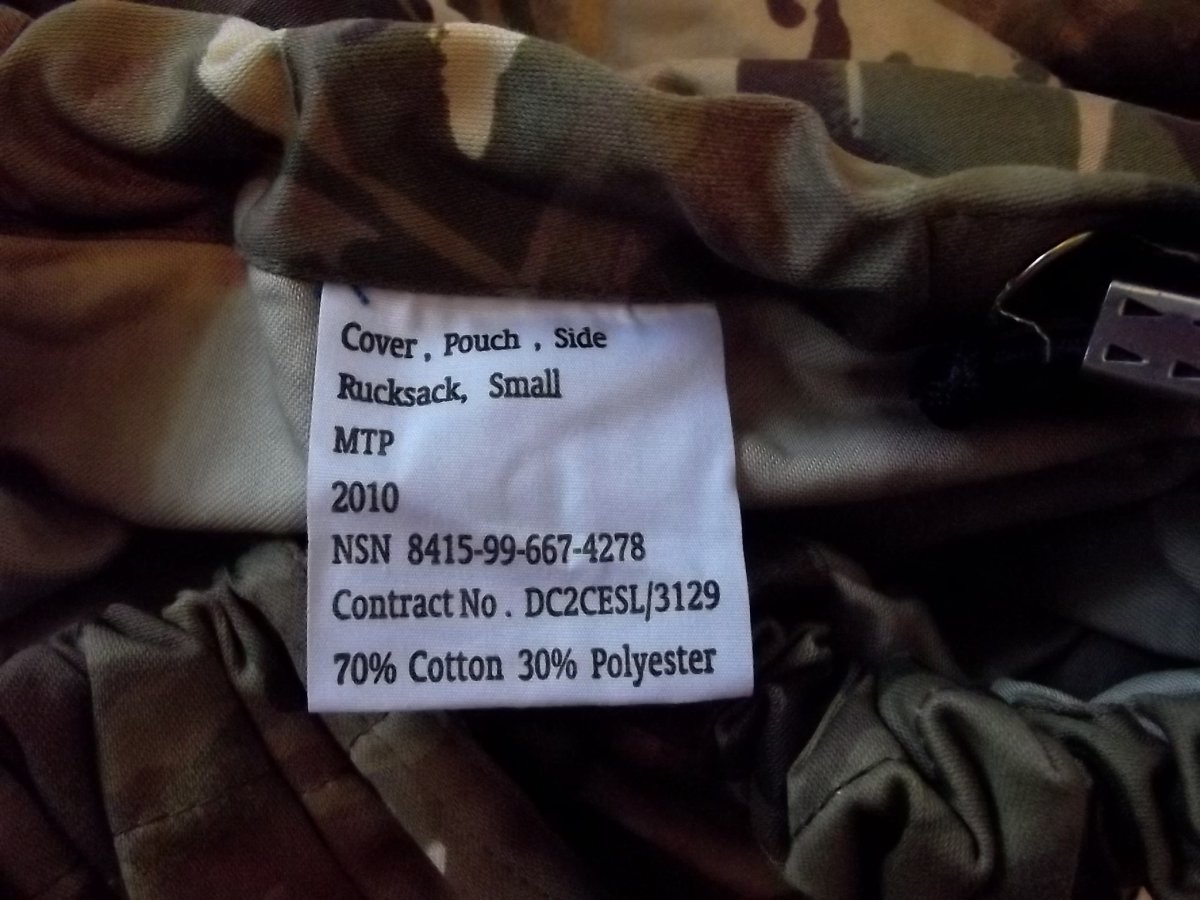 Cover, Pouch, Side
Rucksack, Small
MTP
2010
NSN 8415-99-667-4278
Contract No. DC2CESL/3129
70% Cotton 30% Polyester